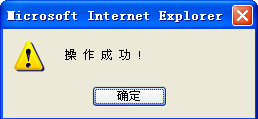 Microsoft Internet Explorer
操作成功！
确定